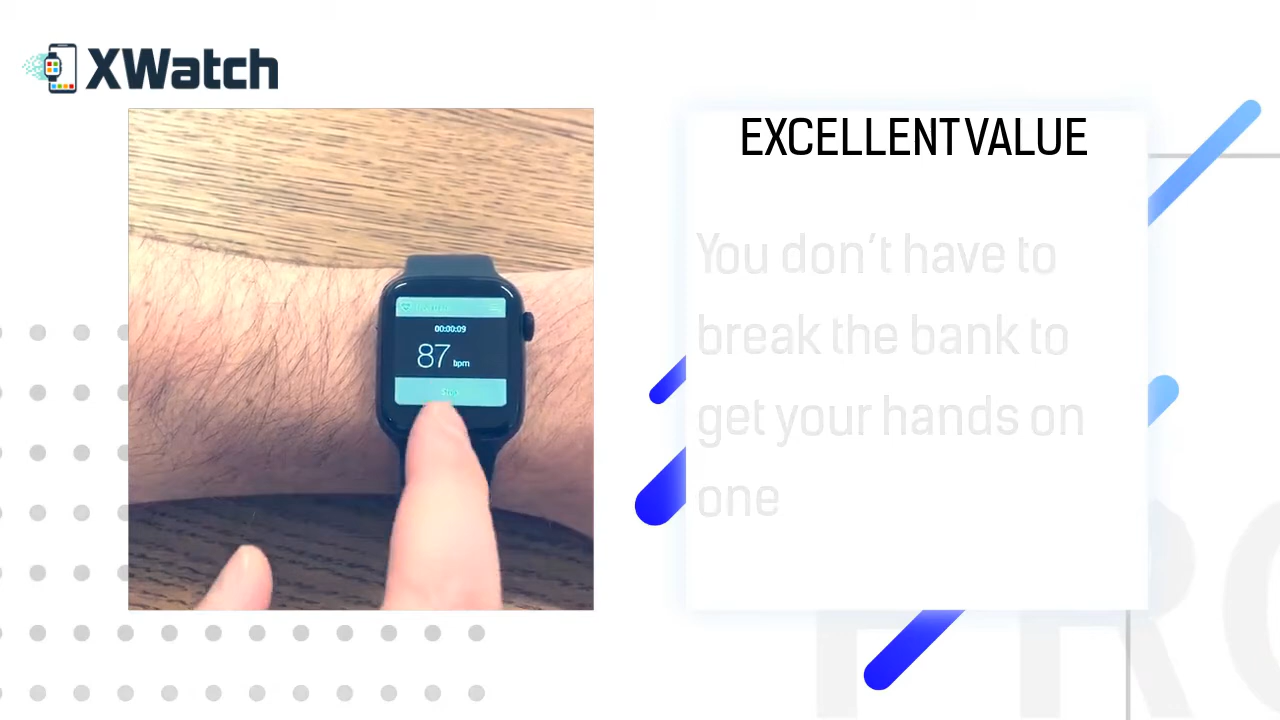 XWatch
EXCELLENT VALUE
You don't have to
break the bank to
get your hands on
one
00:00:09
87 bpm
Stop